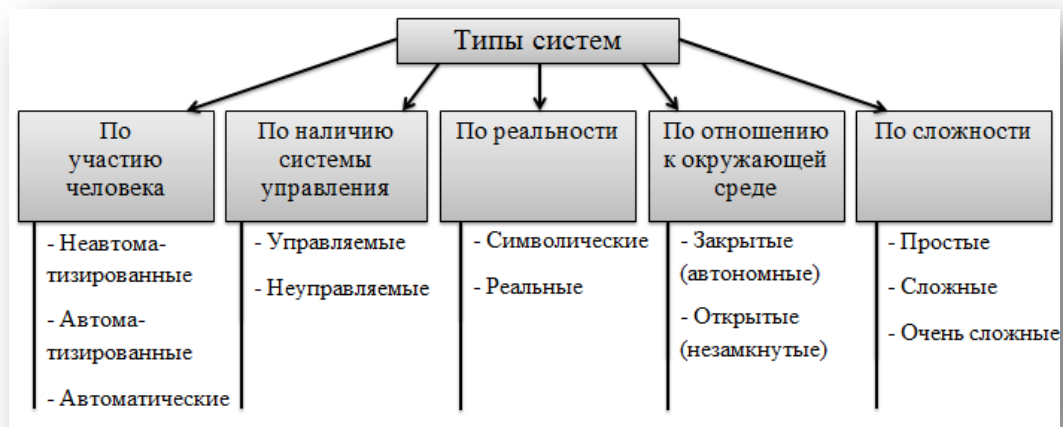 Типы систем
По
участию
человека
- Неавтома-
тизированные
- Автома-
тизированные
- Автоматические
По наличию
системы
управления
- Управляемые
- Неуправляемые
По реальности
- Символические
- Реальные
По отношению
к окружающей
среде
- Закрытые
(автономные)
- Открытые
(незамкнутые)
По сложности
- Простые
- Сложные
- Очень сложные